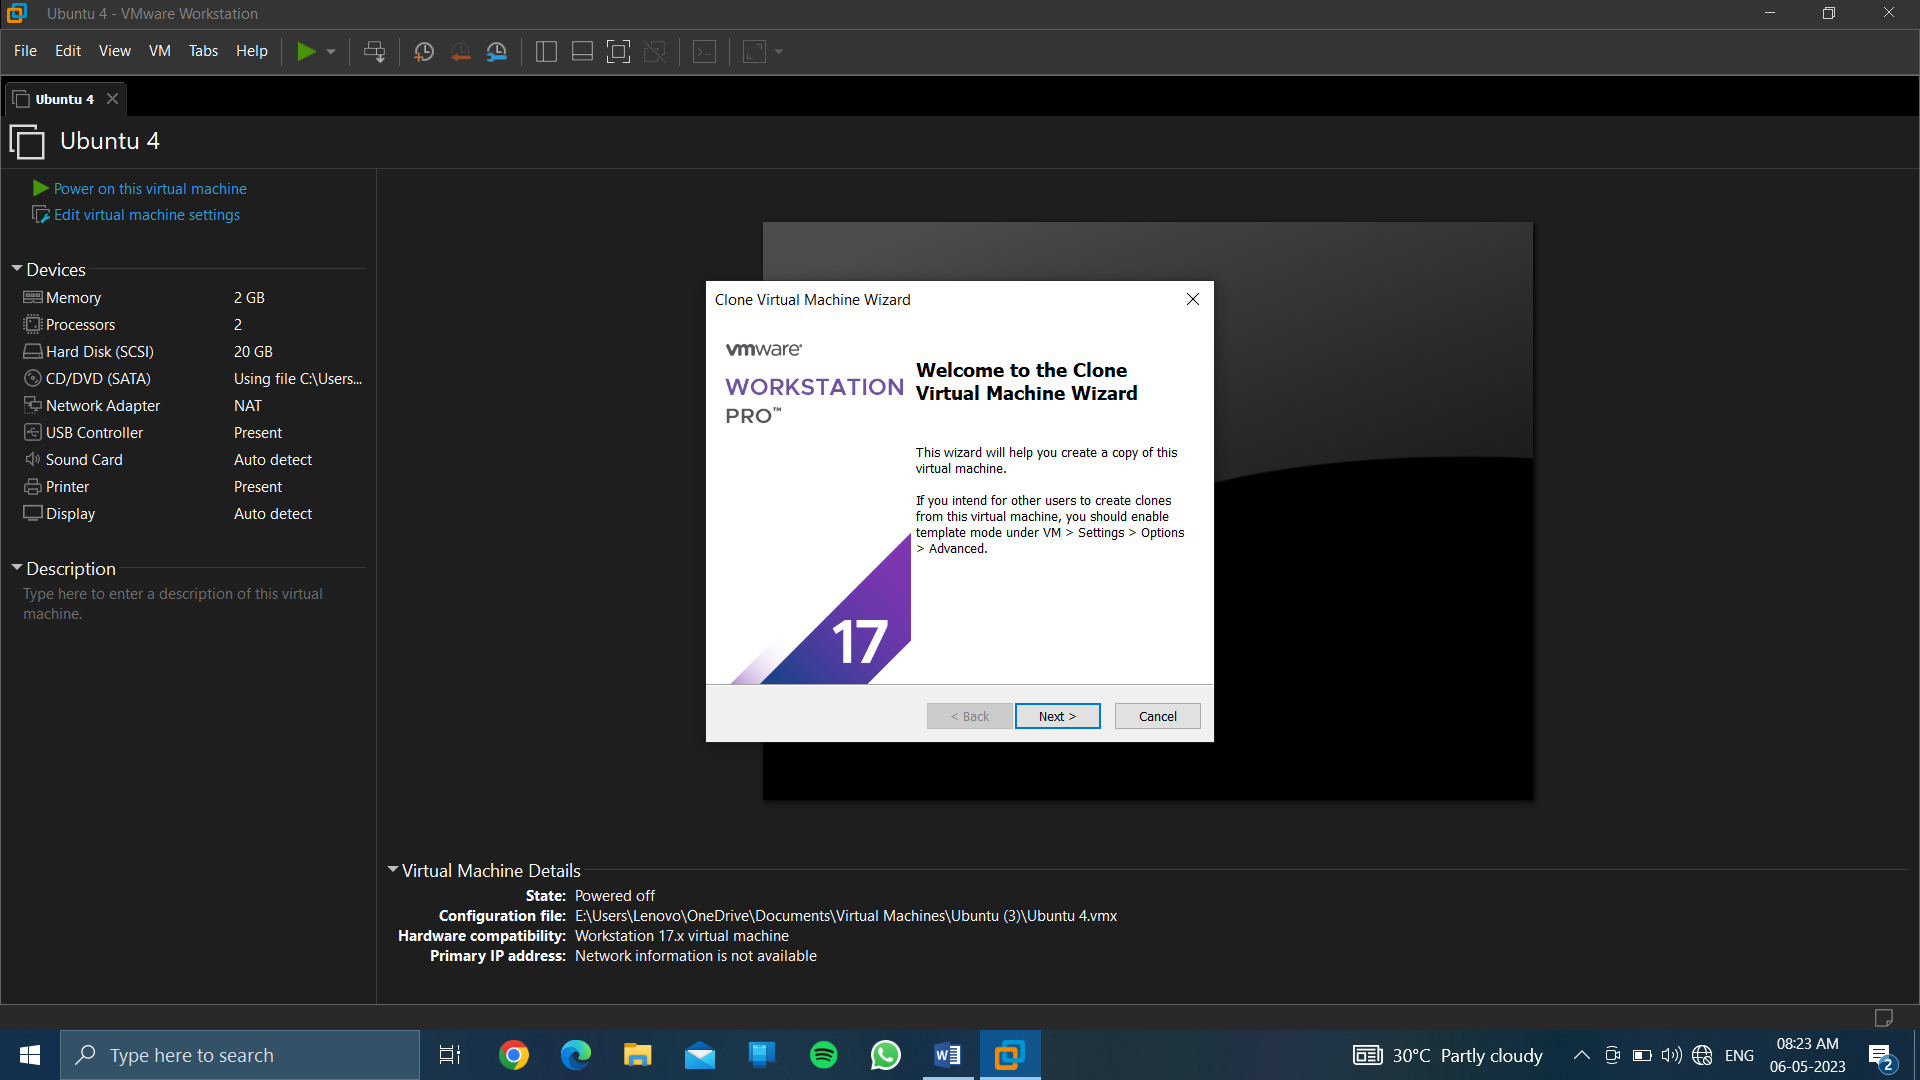 Ubuntu 4 - VMware Workstation
File Edit View VM Tabs Help
Ubuntu 4
Ubuntu 4
Power on this virtual machine
Edit virtual machine settings
Devices
Memory 2 GB
Processors 2
Hard Disk (SCSI) 20 GB
CD/DVD (SATA) Using file C:\Users...
Network Adapter NAT
USB Controller Present
Sound Card Auto detect
Printer Present
Display Auto detect
Description
Type here to enter a description of this virtual
machine.
Clone Virtual Machine Wizard
vmware®
WORKSTATION
PRO™
17
Welcome to the Clone
Virtual Machine Wizard
This wizard will help you create a copy of this
virtual machine.
If you intend for other users to create clones
from this virtual machine, you should enable
template mode under VM > Settings > Options
> Advanced.
< Back Next > Cancel
Virtual Machine Details
State: Powered off
Configuration file: E:\Users\Lenovo\OneDrive\Documents\Virtual Machines\Ubuntu (3)\Ubuntu 4.vmx
Hardware compatibility: Workstation 17.x virtual machine
Primary IP address: Network information is not available
Type here to search
30°C Partly cloudy
ENG
08:23 AM
06-05-2023
2